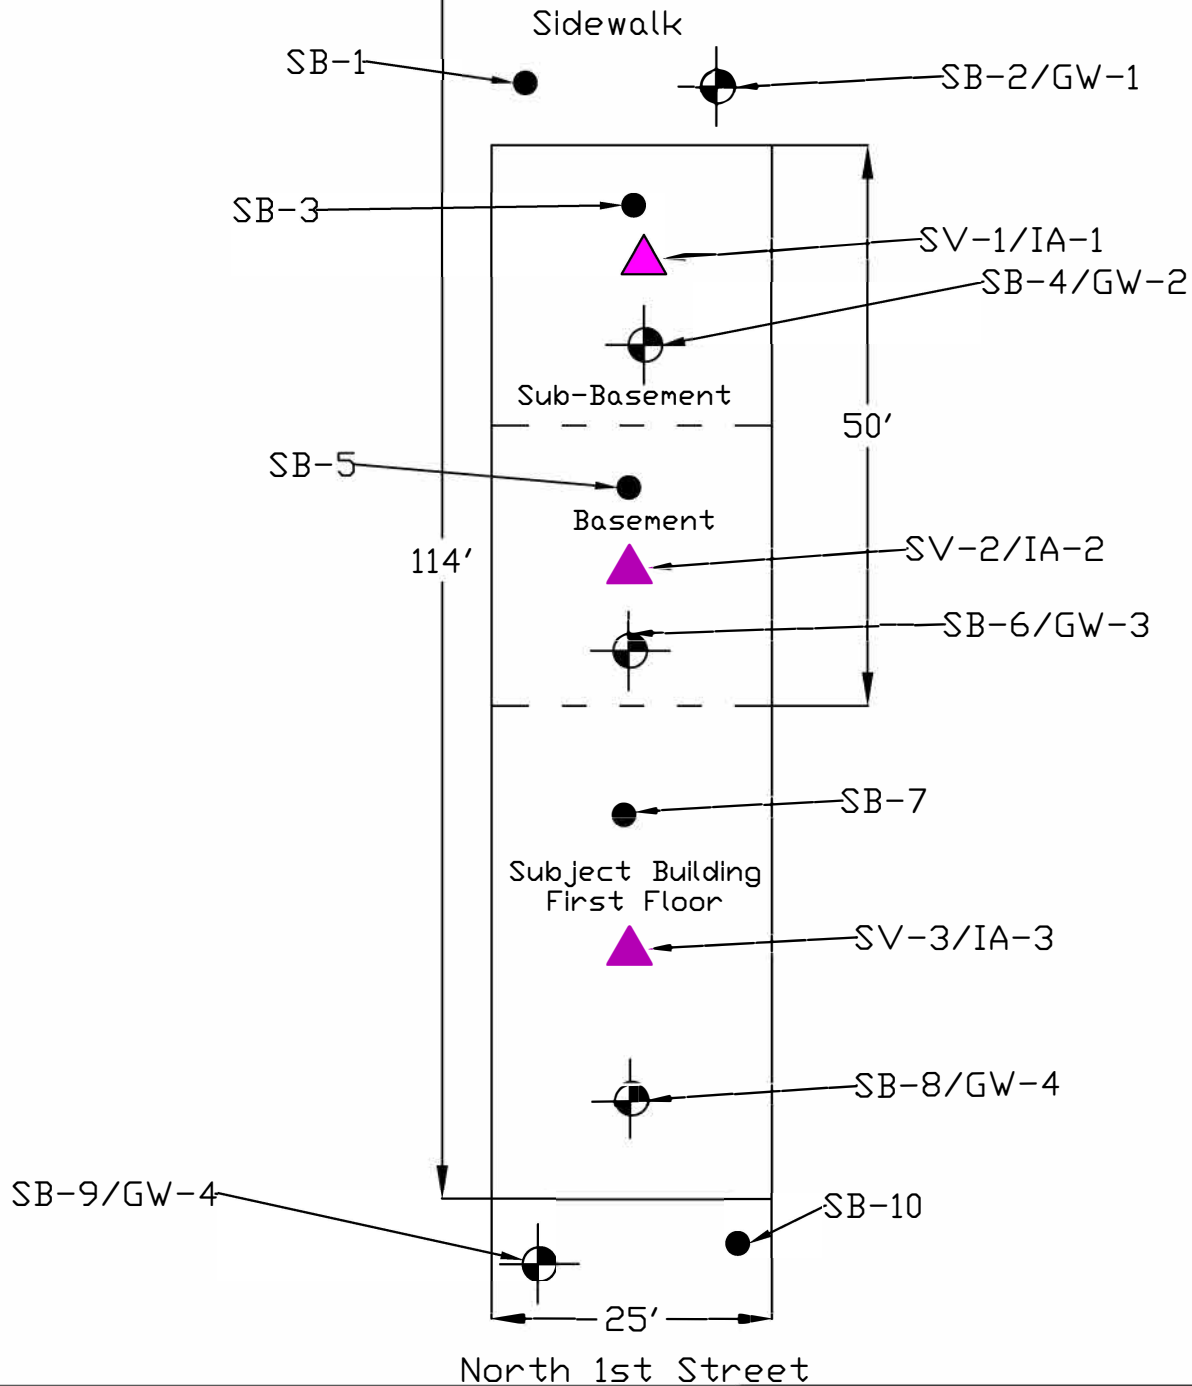 Sidewalk
SB-1
SB-2/GW-1
SB-3
SV-1/IA-1
SB-4/GW-2
Sub-Basement
50'
SB-5
Basement
114'
SV-2/IA-2
SB-6/GW-3
SB-7
Subject Building
First Floor
SV-3/IA-3
SB-8/GW-4
SB-9/GW-4
SB-10
25'
North 1st Street